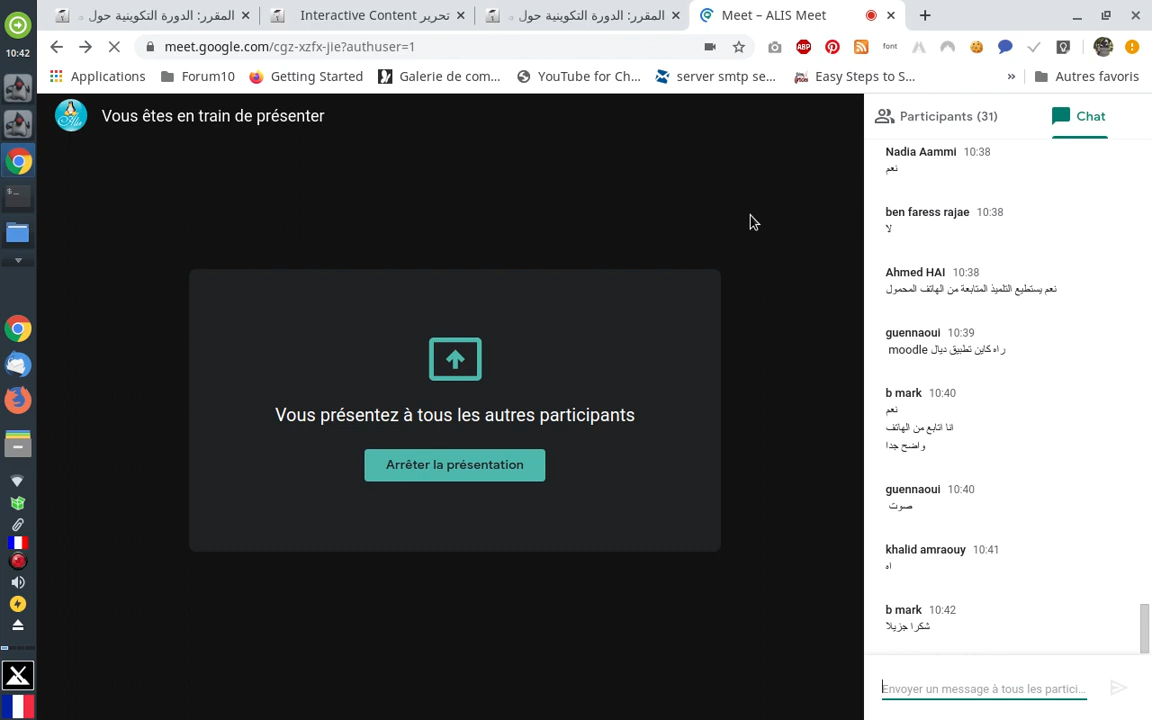 10:42
المقرر: الدورة التكوينية حول
تحرير Interactive Content
المقرر: الدورة التكوينية حول
Meet – ALIS Meet
meet.google.com/cgz-xzfx-jie?authuser=1
ABP
font
Applications
Forum10
Getting Started
Galerie de com...
YouTube for Ch...
server smtp se...
Easy Steps to S...
»
Autres favoris
Vous êtes en train de présenter
Participants (31)
Chat
Vous présentez à tous les autres participants
Arrêter la présentation
Nadia Aammi 10:38
نعم
ben faress rajae 10:38
لا
Ahmed HAI 10:38
نعم يستطيع التلميذ المتابعة من الهاتف المحمول
guennaoui 10:39
راه كاين تطبيق ديال moodle
b mark 10:40
نعم
انا اتابع من الهاتف
واضح جدا
guennaoui 10:40
صوت
khalid amraouy 10:41
اه
b mark 10:42
شكرا جزيلا
Envoyer un message à tous les partici...